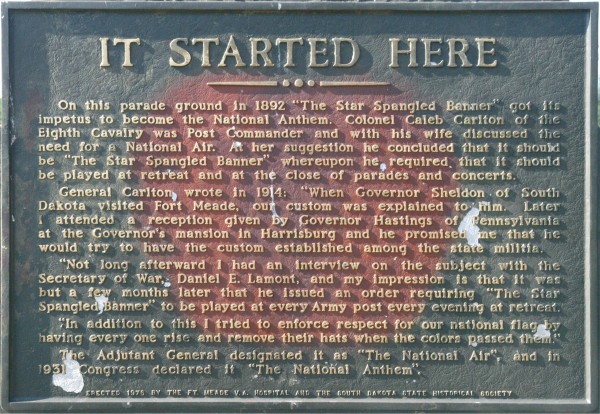 IT STARTED HERE
On this parade ground in 1892 "The Star Spangled Banner" got its
impetus to become the National Anthem. Colonel Caleb Carlton of the
Eighth Cavalry was Post Commander and with his wife discussed the
need for a National Air. At her suggestion he concluded that it should
be "The Star Spangled Banner" whereupon he required that it should
be played at retreat and at the close of parades and concerts.
General Carlton wrote in 1914: "When Governor Sheldon of South
Dakota visited Fort Meade, our custom was explained to him. Later
I attended a reception given by Governor Hastings of Pennsylvania
at the Governor's mansion in Harrisburg and he promised me that he
would try to have the custom established among the state militia.
"Not long afterward I had an interview on the subject with the
Secretary of War, Daniel E. Lamont, and my impression is that it was
but a few months later that he issued an order requiring "The Star
Spangled Banner" to be played at every Army post every evening at retreat.
"In addition to this I tried to enforce respect for our national flag by
having every one rise and remove their hats when the colors passed them."
The Adjutant General designated it as "The National Air", and in
1931 Congress declared it "The National Anthem".
ERECTED 1976 BY THE FT. MEADE V.A. HOSPITAL AND THE SOUTH DAKOTA STATE HISTORICAL SOCIETY